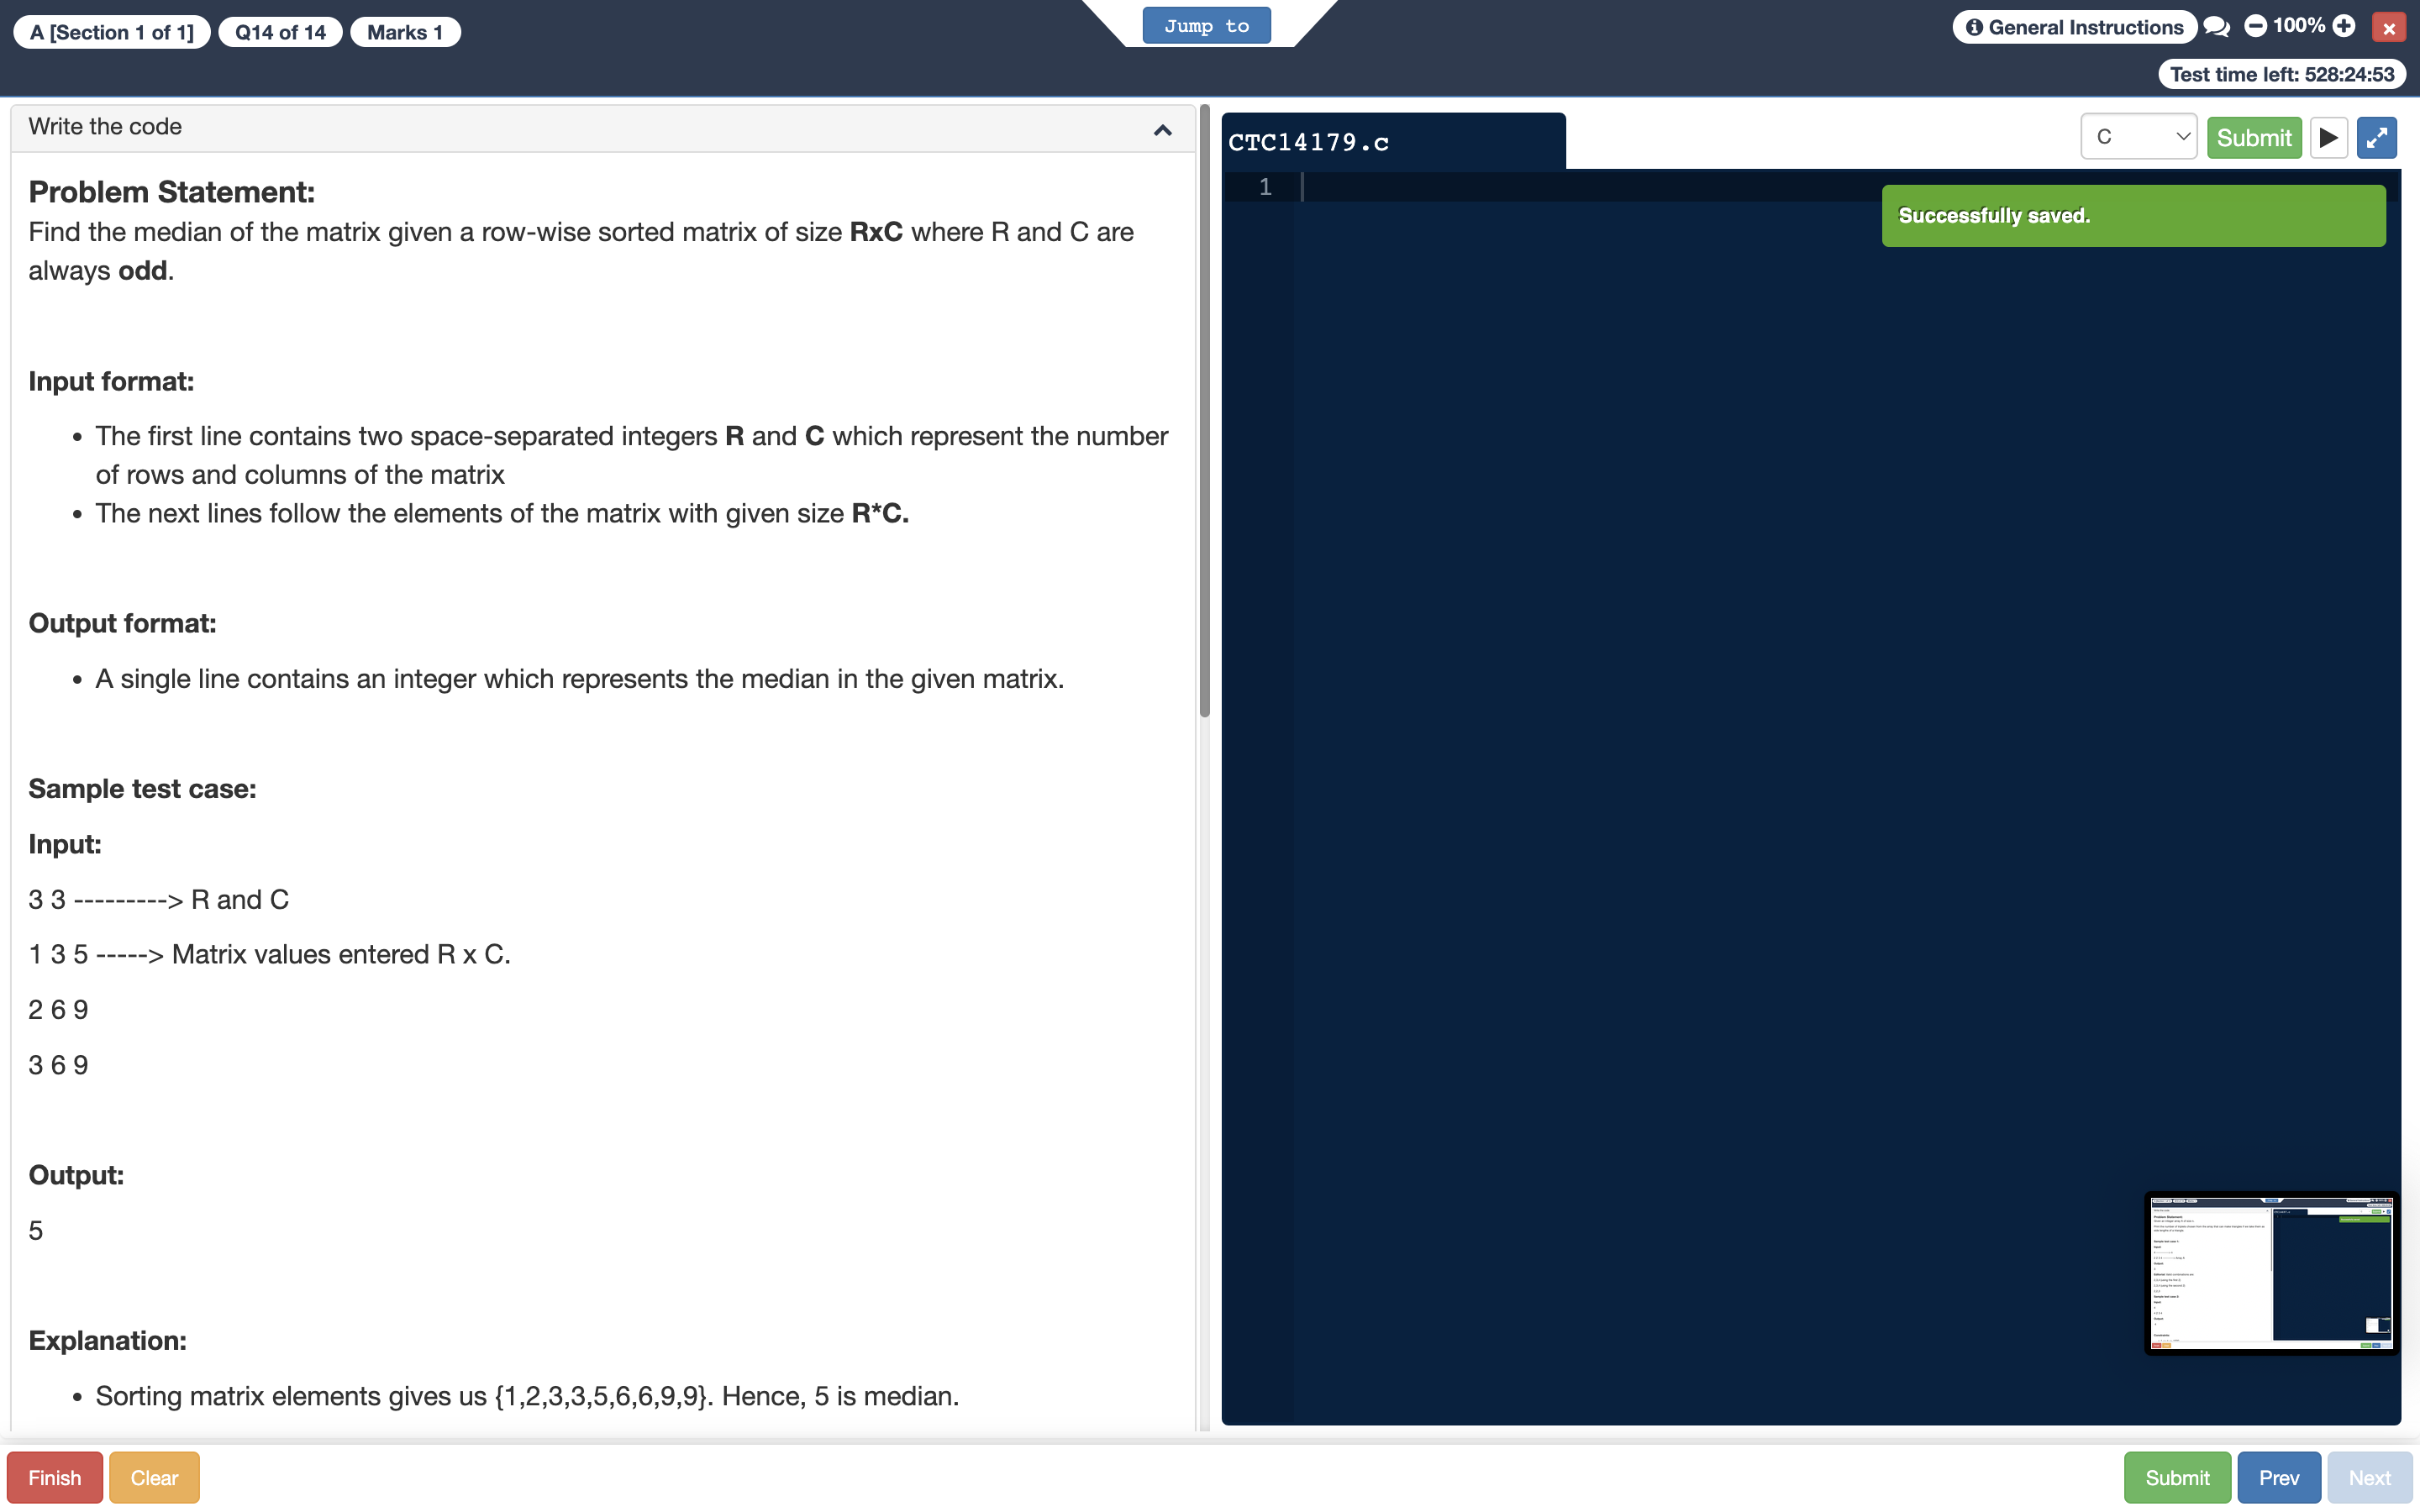 A [Section 1 of 1] Q14 of 14 Marks 1
Jump to
General Instructions 100%
Test time left: 528:24:53
Write the code
Problem Statement:
Find the median of the matrix given a row-wise sorted matrix of size RxC where R and C are
always odd.
Input format:
• The first line contains two space-separated integers R and C which represent the number
of rows and columns of the matrix
• The next lines follow the elements of the matrix with given size R*C.
Output format:
• A single line contains an integer which represents the median in the given matrix.
Sample test case:
Input:
3 3 ---------> R and C
1 3 5 -----> Matrix values entered R x C.
2 6 9
3 6 9
Output:
5
Explanation:
• Sorting matrix elements gives us {1,2,3,3,5,6,6,9,9}. Hence, 5 is median.
CTC14179.c
C
Submit
1
Successfully saved.
Finish
Clear
Submit
Prev
Next